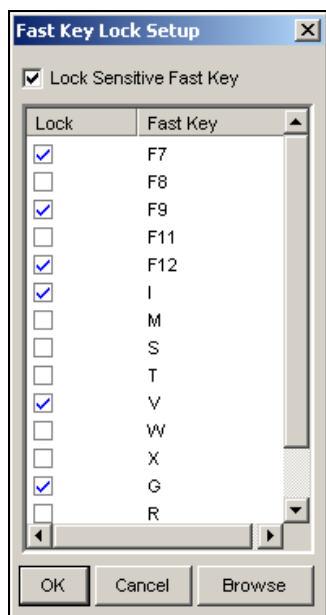 Fast Key Lock Setup
Lock Sensitive Fast Key
Lock Fast Key
F7
F8
F9
F11
F12
I
M
S
T
V
W
X
G
R
OK Cancel Browse